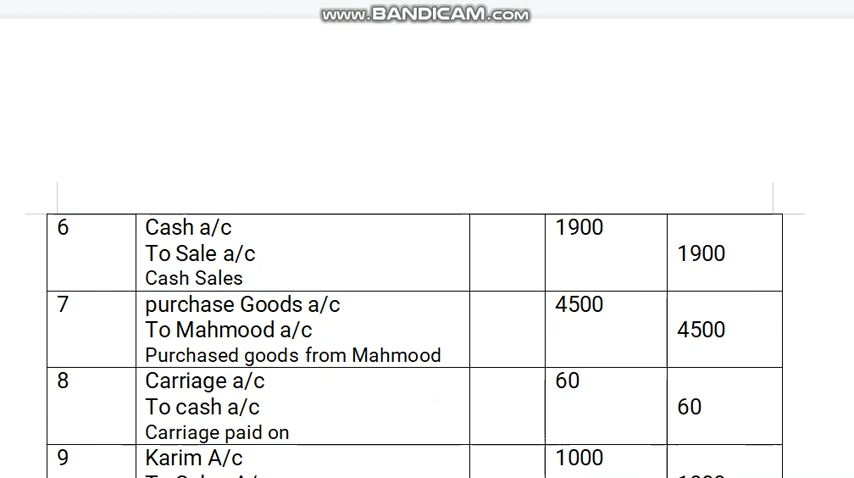 www.BANDICAM.com
6 Cash a/c 1900
To Sale a/c 1900
Cash Sales
7 purchase Goods a/c 4500
To Mahmood a/c 4500
Purchased goods from Mahmood
8 Carriage a/c 60
To cash a/c 60
Carriage paid on
9 Karim A/c 1000